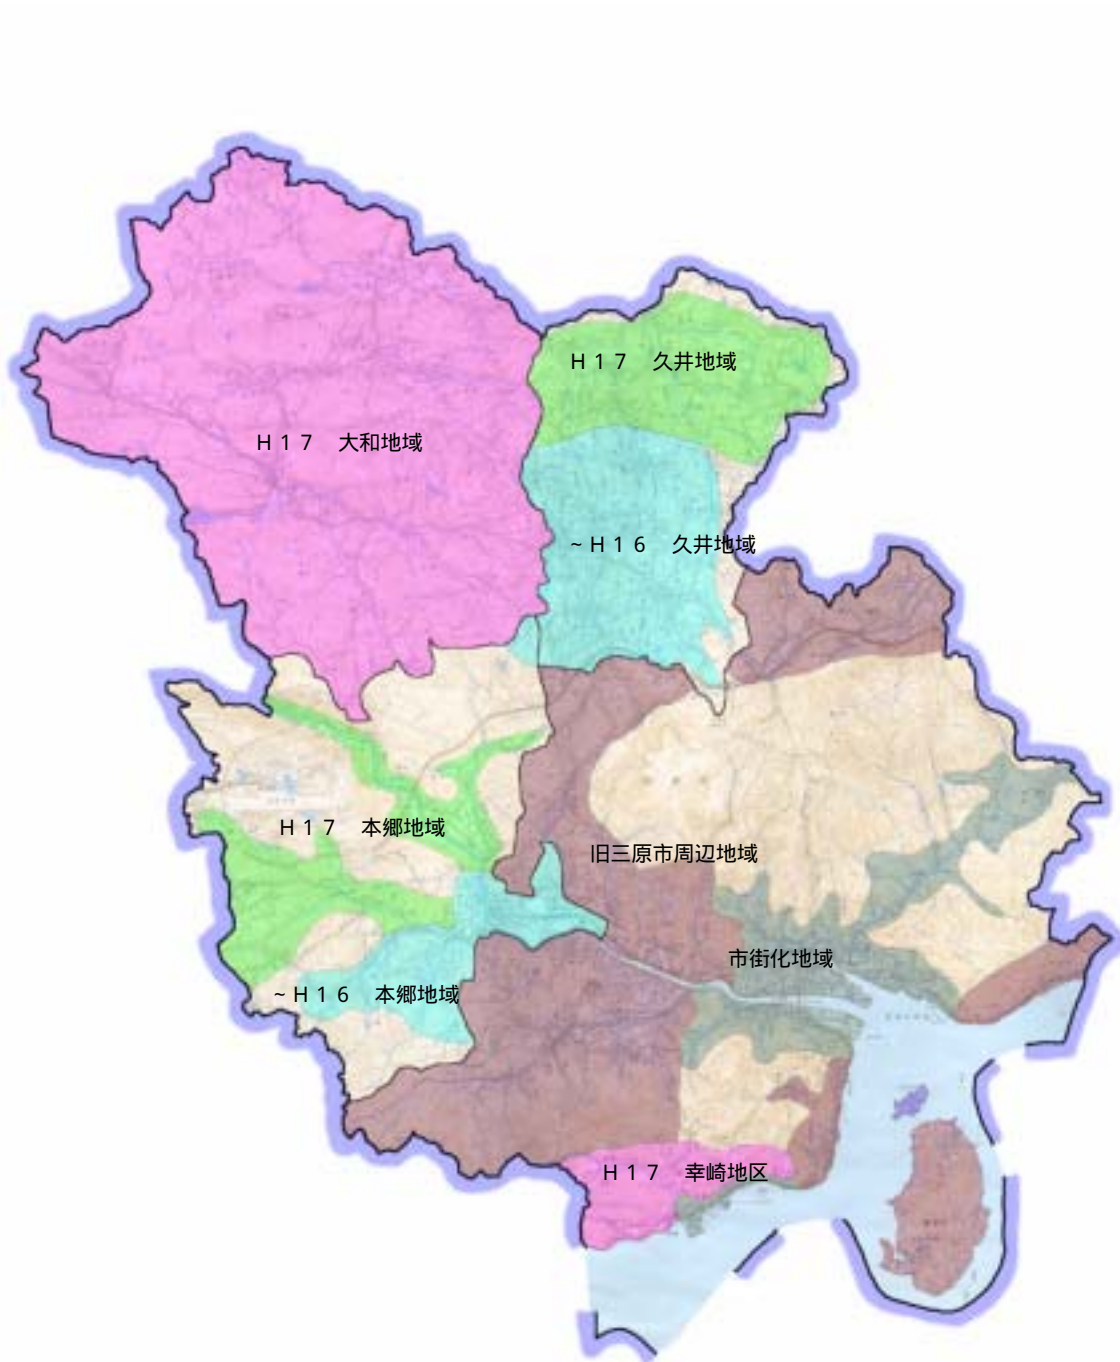 Ｈ１７　久井地域
Ｈ１７　大和地域
~Ｈ１６　久井地域
Ｈ１７　本郷地域
旧三原市周辺地域
市街化地域
~Ｈ１６　本郷地域
Ｈ１７　幸崎地区